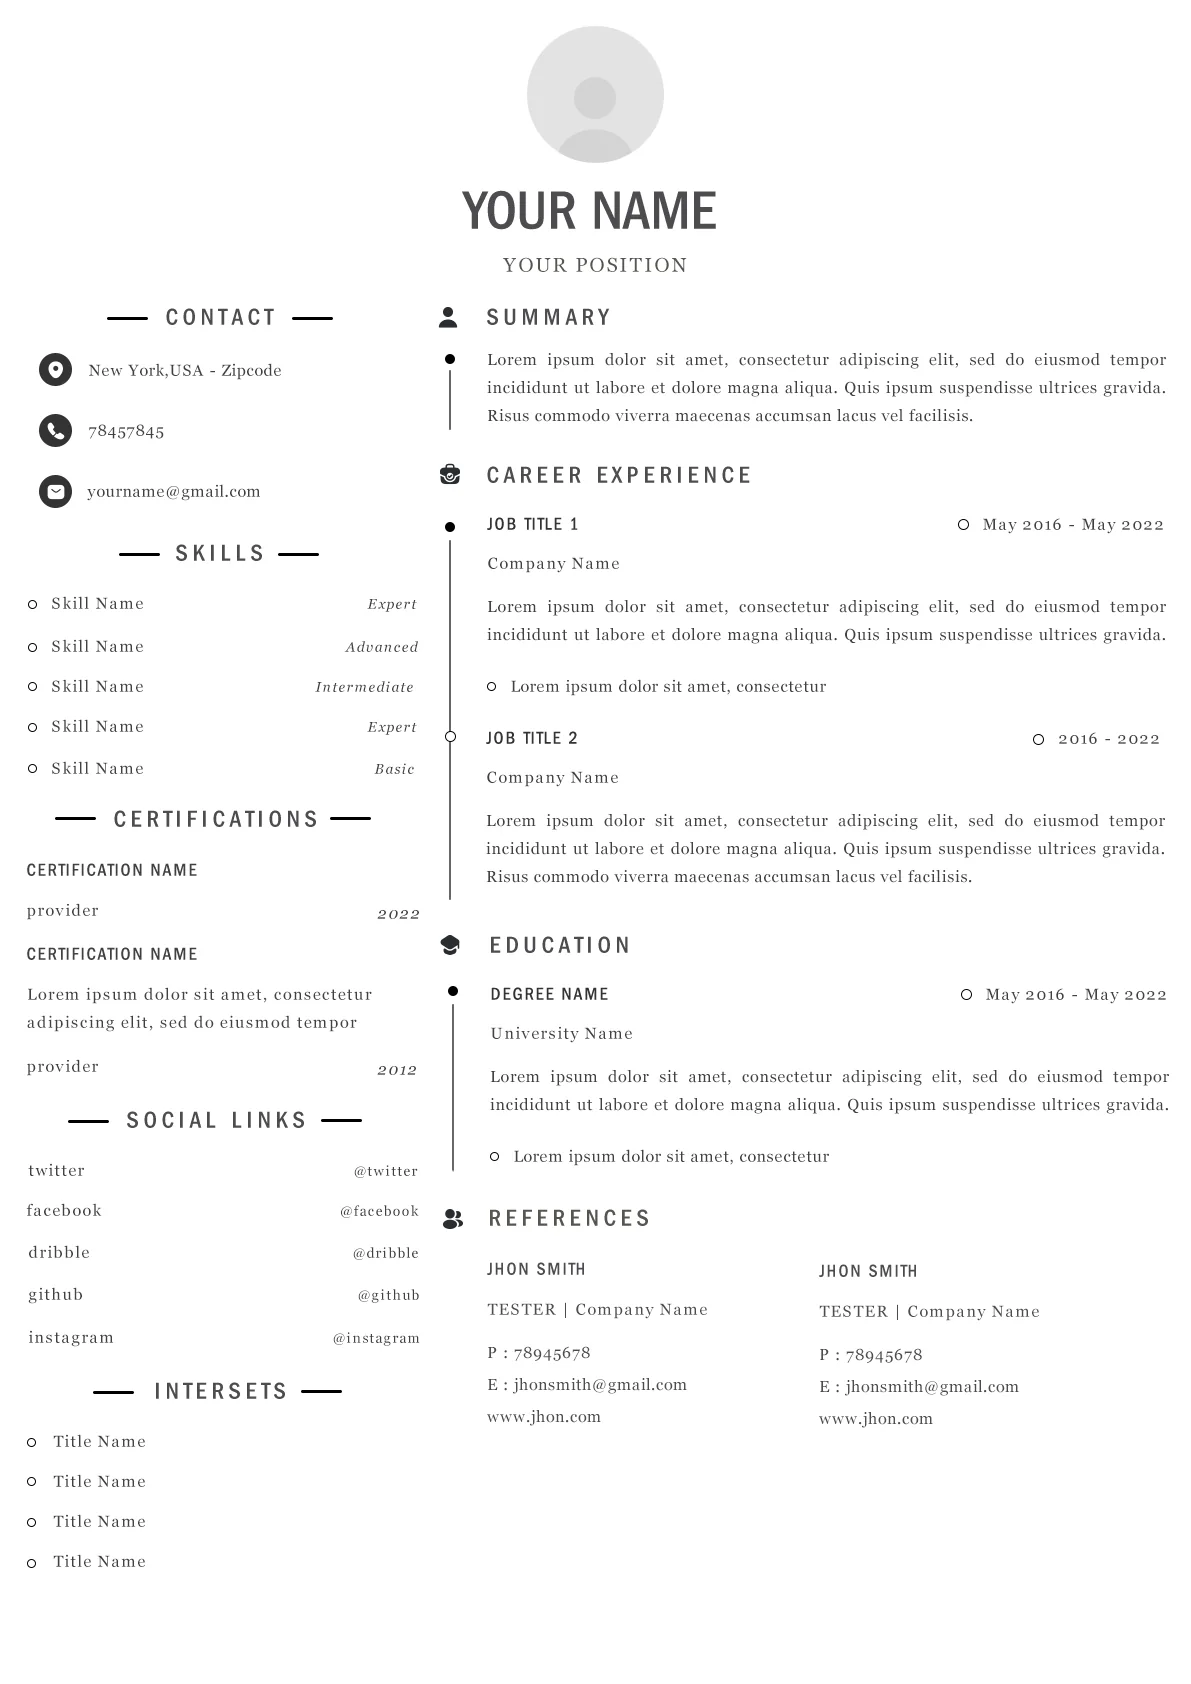 YOUR NAME
YOUR POSITION
CONTACT
New York,USA - Zipcode
78457845
yourname@gmail.com
SKILLS
Skill Name Expert
Skill Name Advanced
Skill Name Intermediate
Skill Name Expert
Skill Name Basic
CERTIFICATIONS
CERTIFICATION NAME
provider 2022
CERTIFICATION NAME
Lorem ipsum dolor sit amet, consectetur
adipiscing elit, sed do eiusmod tempor
provider 2012
SOCIAL LINKS
twitter @twitter
facebook @facebook
dribble @dribble
github @github
instagram @instagram
INTERSETS
Title Name
Title Name
Title Name
Title Name
SUMMARY
Lorem ipsum dolor sit amet, consectetur adipiscing elit, sed do eiusmod tempor
incididunt ut labore et dolore magna aliqua. Quis ipsum suspendisse ultrices gravida.
Risus commodo viverra maecenas accumsan lacus vel facilisis.
CAREER EXPERIENCE
JOB TITLE 1 May 2016 - May 2022
Company Name
Lorem ipsum dolor sit amet, consectetur adipiscing elit, sed do eiusmod tempor
incididunt ut labore et dolore magna aliqua. Quis ipsum suspendisse ultrices gravida.
Lorem ipsum dolor sit amet, consectetur
JOB TITLE 2 2016 - 2022
Company Name
Lorem ipsum dolor sit amet, consectetur adipiscing elit, sed do eiusmod tempor
incididunt ut labore et dolore magna aliqua. Quis ipsum suspendisse ultrices gravida.
Risus commodo viverra maecenas accumsan lacus vel facilisis.
EDUCATION
DEGREE NAME May 2016 - May 2022
University Name
Lorem ipsum dolor sit amet, consectetur adipiscing elit, sed do eiusmod tempor
incididunt ut labore et dolore magna aliqua. Quis ipsum suspendisse ultrices gravida.
Lorem ipsum dolor sit amet, consectetur
REFERENCES
JHON SMITH
TESTER | Company Name
P : 78945678
E : jhonsmith@gmail.com
www.jhon.com
JHON SMITH
TESTER | Company Name
P : 78945678
E : jhonsmith@gmail.com
www.jhon.com